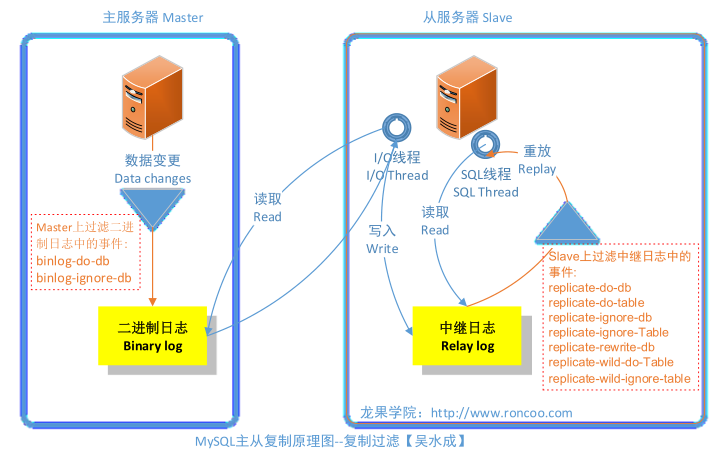 主服务器 Master
从服务器 Slave
数据变更
Data changes
Master上过滤二进
制日志中的事件:
binlog-do-db
binlog-ignore-db
二进制日志
Binary log
读取
Read
I/O线程
I/O Thread
写入
Write
SQL线程
SQL Thread
读取
Read
重放
Replay
中继日志
Relay log
Slave上过滤中继日志中的
事件:
replicate-do-db
replicate-do-table
replicate-ignore-db
replicate-ignore-Table
replicate-rewrite-db
replicate-wild-do-Table
replicate-wild-ignore-table
龙果学院：http://www.roncoo.com
MySQL主从复制原理图--复制过滤【吴水成】